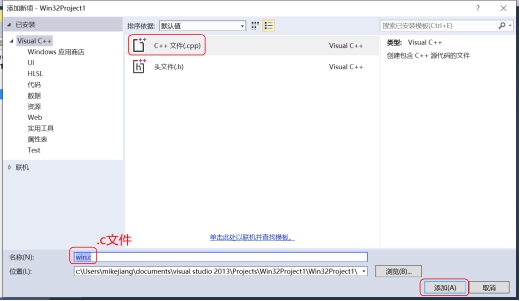 添加新项 - Win32Project1
? ×
已安装
排序依据: 默认值
搜索已安装模板(Ctrl+E)
Visual C++
Windows 应用商店
UI
HLSL
代码
数据
资源
Web
实用工具
属性表
Test
联机
C++ 文件(.cpp) Visual C++
头文件(.h) Visual C++
类型: Visual C++
创建包含 C++ 源代码的文件
单击此处以联机并查找模板。
.c文件
名称(N): win.c
位置(L): c:\Users\mikejiang\documents\visual studio 2013\Projects\Win32Project1\Win32Project1\
浏览(B)...
添加(A) 取消